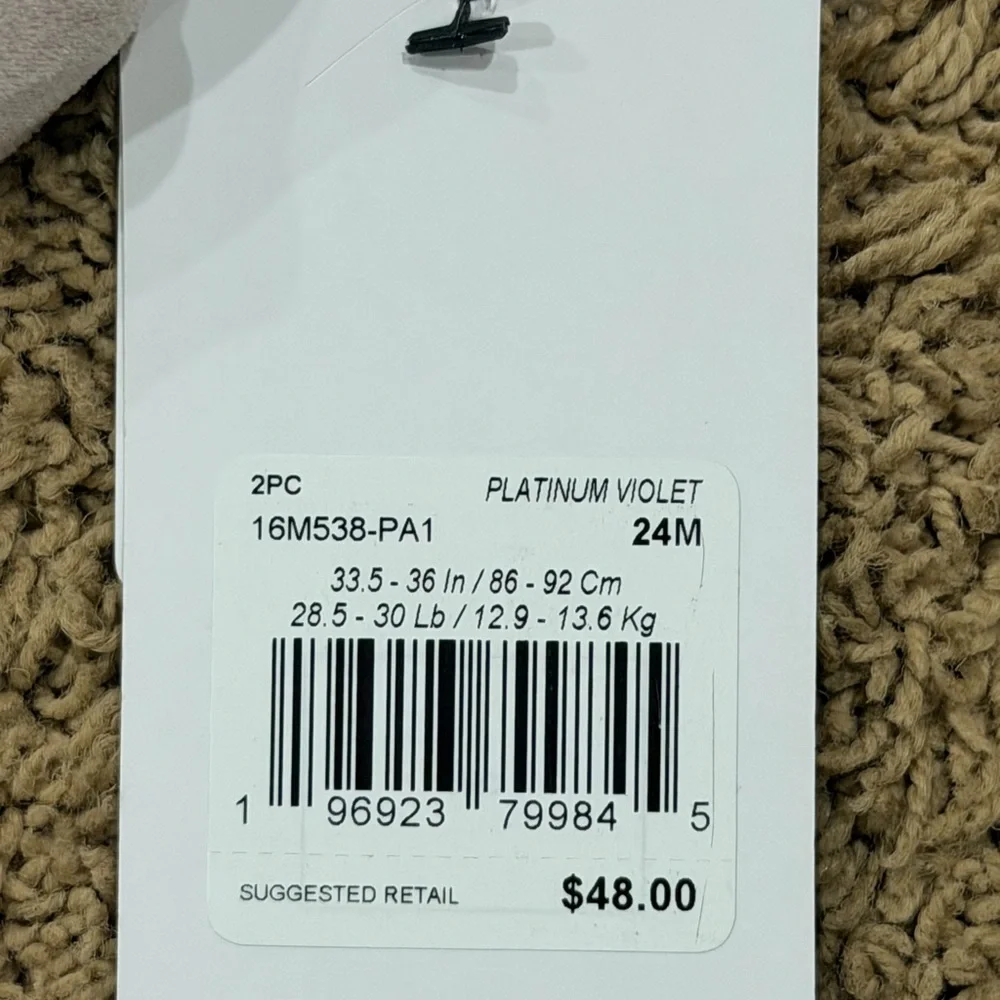 2PC PLATINUM VIOLET
16M538-PA1 24M
33.5 - 36 In / 86 - 92 Cm
28.5 - 30 Lb / 12.9 - 13.6 Kg
1 96923 79984 5
SUGGESTED RETAIL $48.00